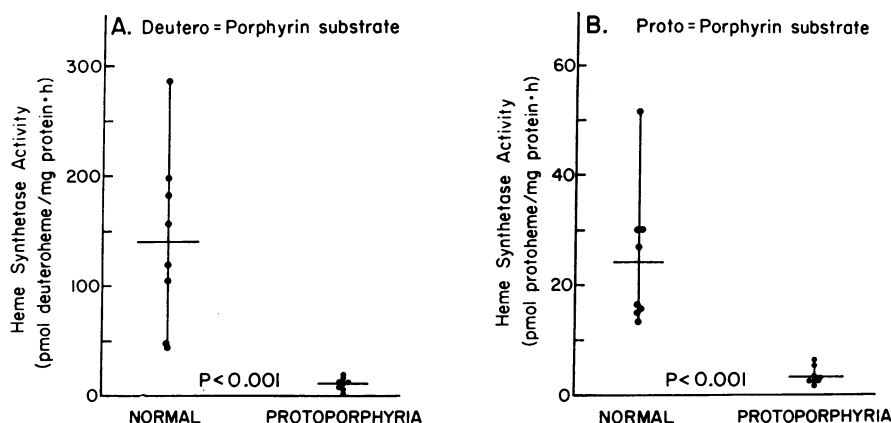 A. Deutero = Porphyrin substrate
Heme Synthetase Activity
(pmol deuteroheme/mg protein·h)
300
200
100
0
P<0.001
NORMAL
PROTOPORPHYRIA
B. Proto = Porphyrin substrate
Heme Synthetase Activity
(pmol protoheme/mg protein·h)
60
40
20
0
P<0.001
NORMAL
PROTOPORPHYRIA